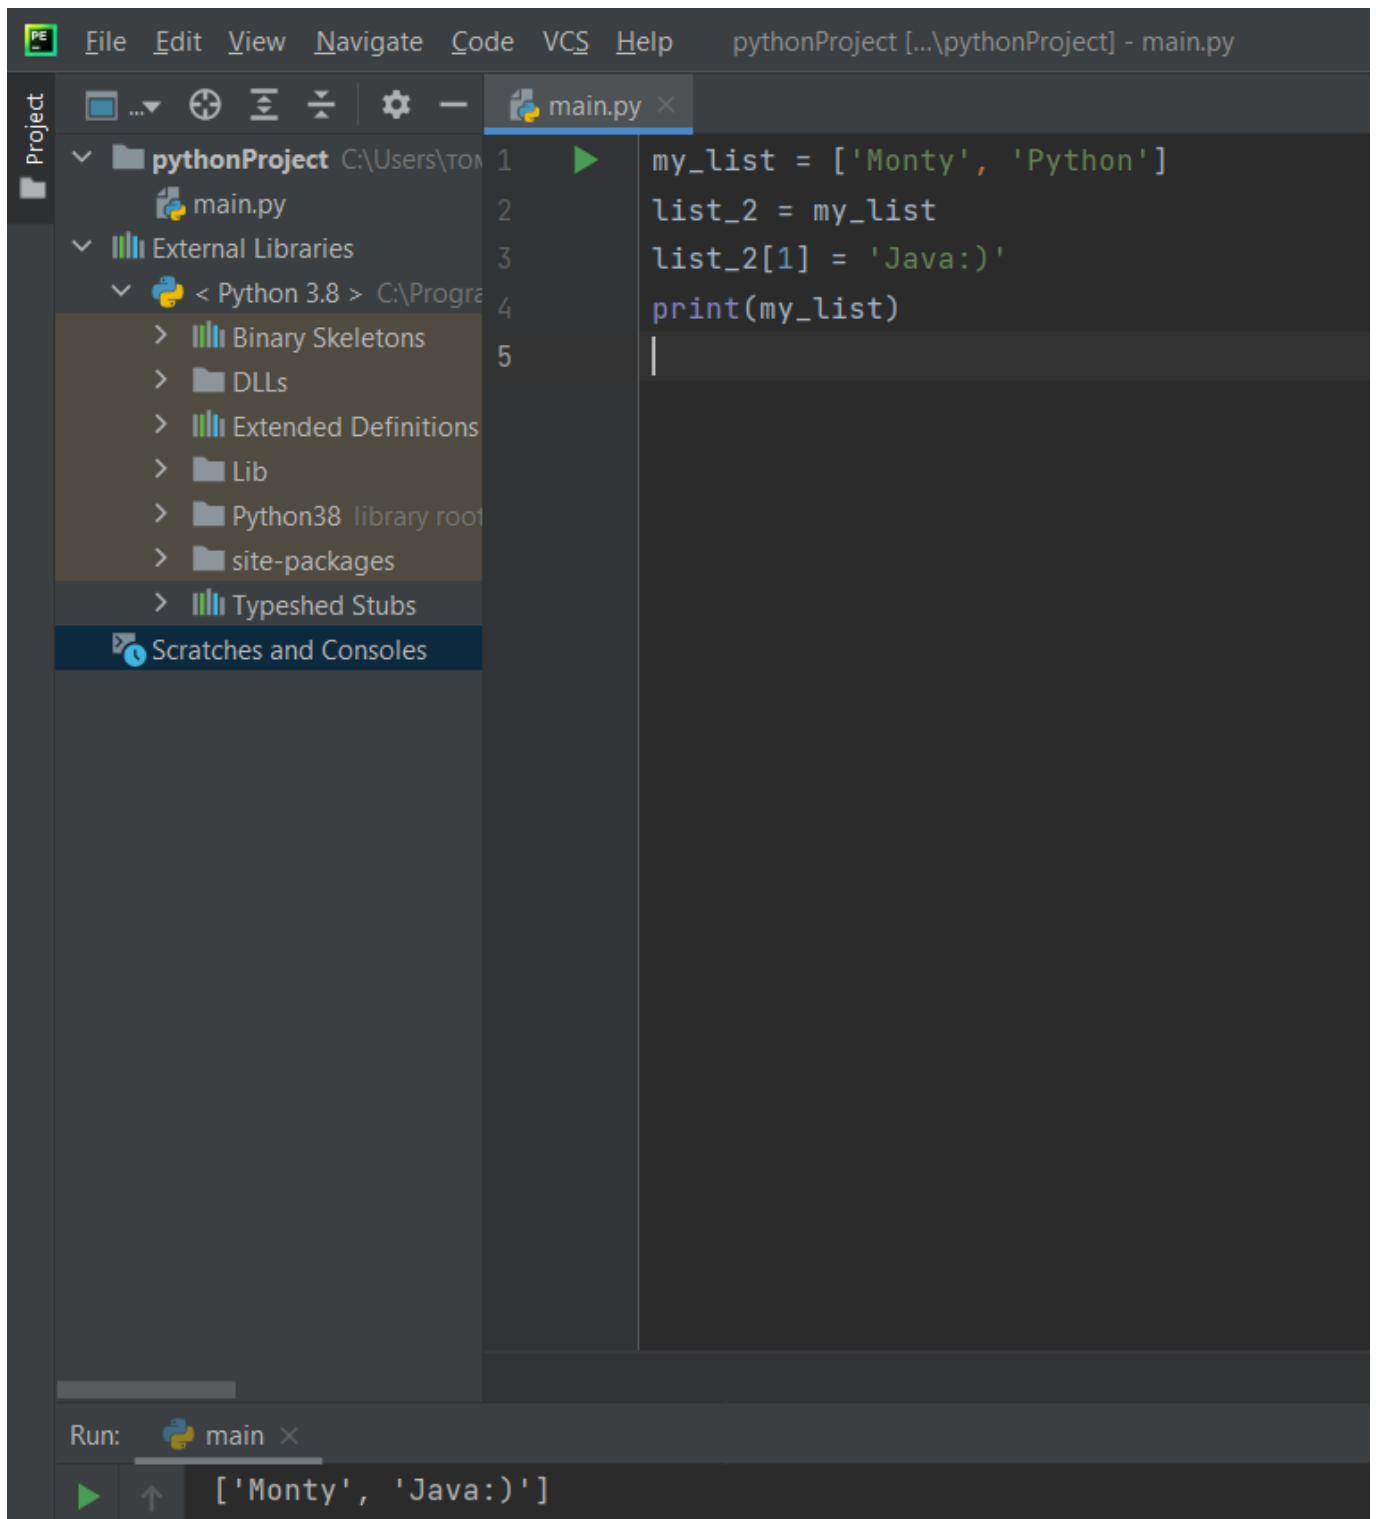 PE
File Edit View Navigate Code VCS Help pythonProject [...\pythonProject] - main.py
Project
...
main.py
pythonProject C:\Users\том
main.py
External Libraries
< Python 3.8 > C:\Progra
Binary Skeletons
DLLs
Extended Definitions
Lib
Python38 library root
site-packages
Typeshed Stubs
Scratches and Consoles
1 my_list = ['Monty', 'Python']
2 list_2 = my_list
3 list_2[1] = 'Java:)'
4 print(my_list)
5
Run: main
['Monty', 'Java:)']